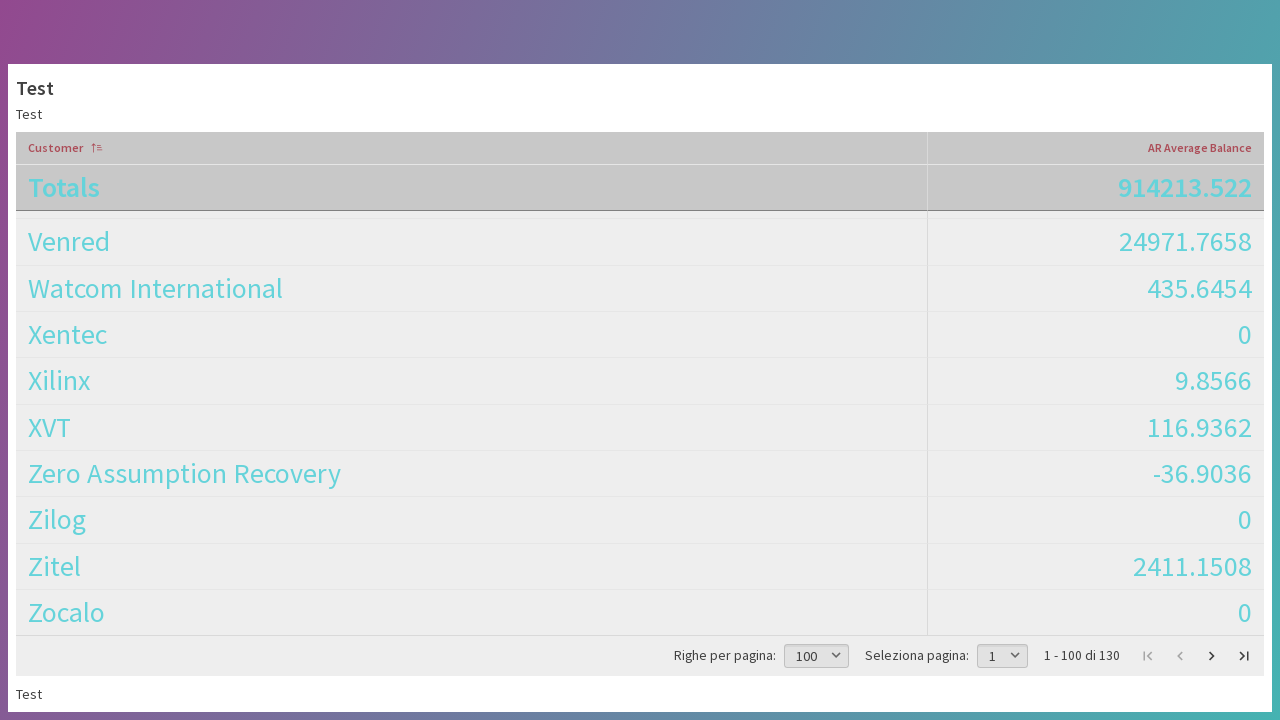 Test
Test
Customer AR Average Balance
Totals 914213.522
Venred 24971.7658
Watcom International 435.6454
Xentec 0
Xilinx 9.8566
XVT 116.9362
Zero Assumption Recovery -36.9036
Zilog 0
Zitel 2411.1508
Zocalo 0
Righe per pagina: 100 Seleziona pagina: 1 1 - 100 di 130
Test